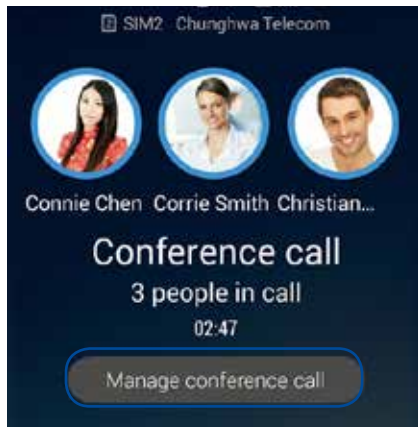 SIM2 Chunghwa Telecom
Connie Chen Corrie Smith Christian...
Conference call
3 people in call
02:47
Manage conference call